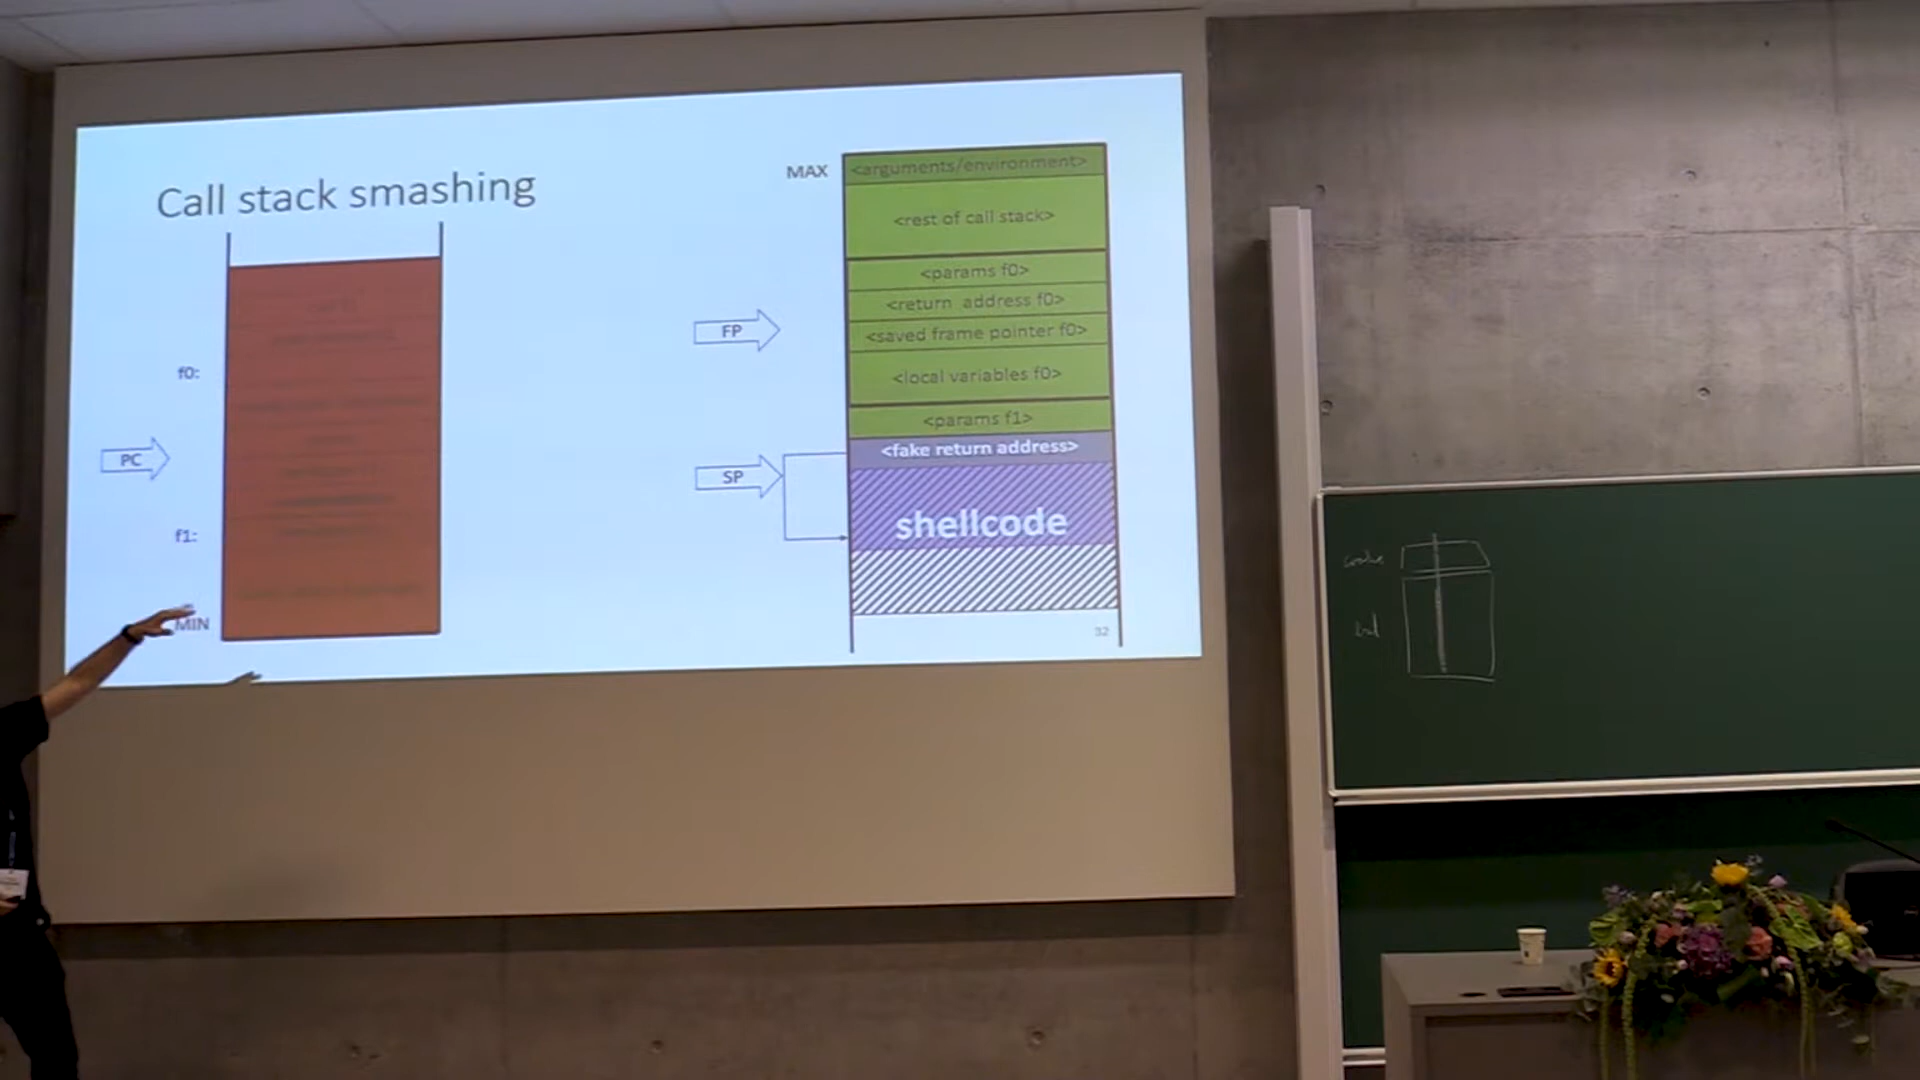 Call stack smashing
f0:
PC
f1:
MIN
MAX
<arguments/environment>
<rest of call stack>
<params f0>
<return address f0>
FP
<saved frame pointer f0>
<local variables f0>
<params f1>
<fake return address>
SP
shellcode
32